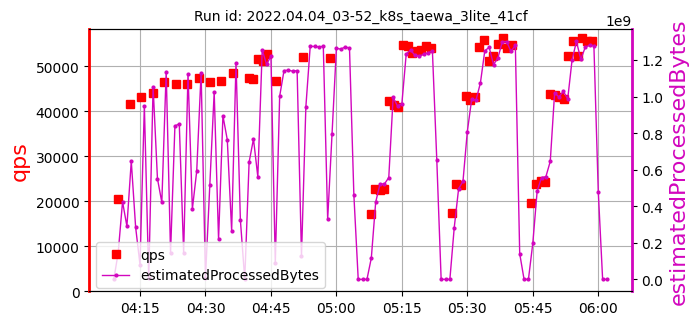 Run id: 2022.04.04_03-52_k8s_taewa_3lite_41cf
1e9
qps
50000
40000
30000
20000
10000
0
1.2
1.0
0.8
0.6
0.4
0.2
0.0
estimatedProcessedBytes
qps
estimatedProcessedBytes
04:15 04:30 04:45 05:00 05:15 05:30 05:45 06:00